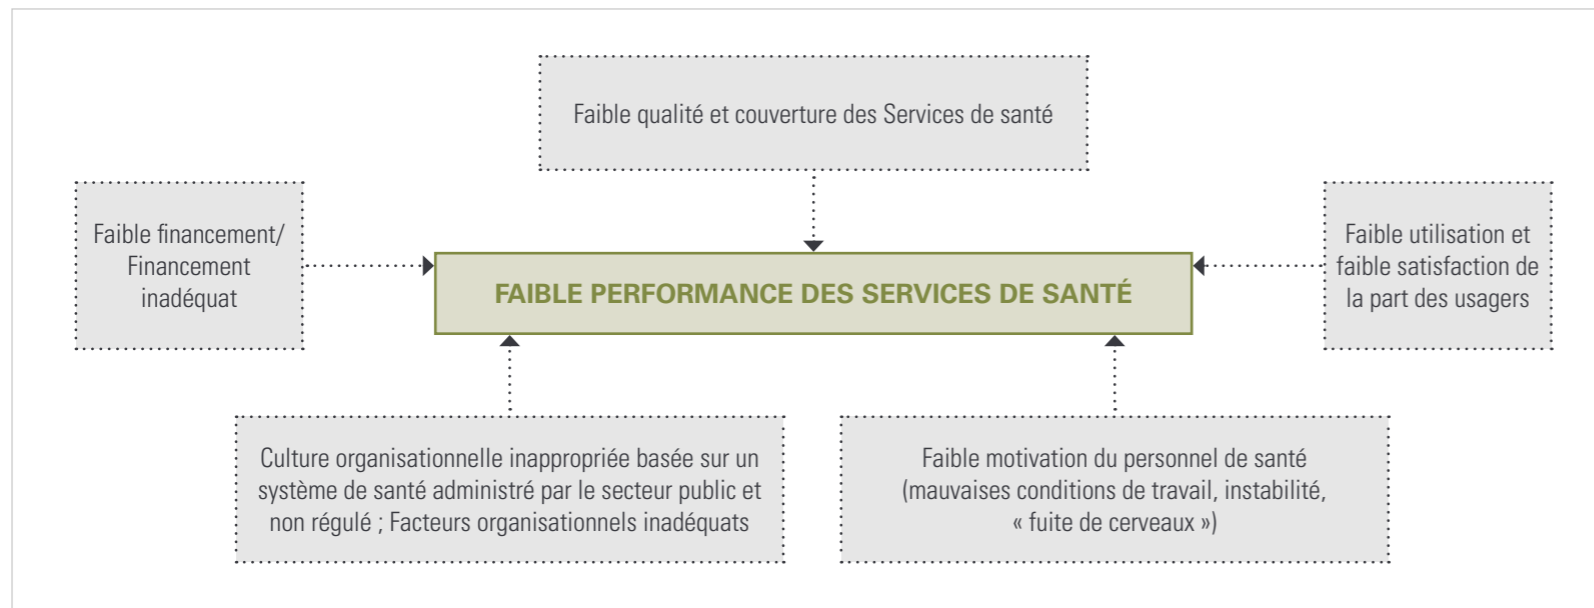 Faible qualité et couverture des Services de santé
Faible financement/
Financement
inadéquat
FAIBLE PERFORMANCE DES SERVICES DE SANTÉ
Faible utilisation et
faible satisfaction de
la part des usagers
Culture organisationnelle inappropriée basée sur un
système de santé administré par le secteur public et
non régulé ; Facteurs organisationnels inadéquats
Faible motivation du personnel de santé
(mauvaises conditions de travail, instabilité,
« fuite de cerveaux »)